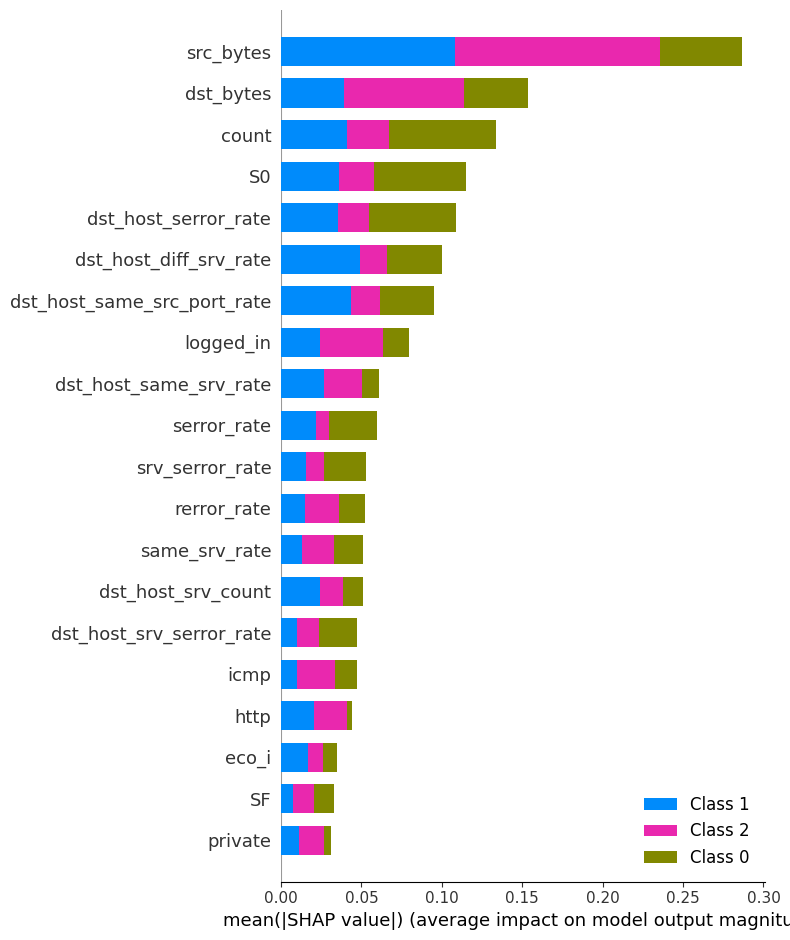 src_bytes
dst_bytes
count
S0
dst_host_serror_rate
dst_host_diff_srv_rate
dst_host_same_src_port_rate
logged_in
dst_host_same_srv_rate
serror_rate
srv_serror_rate
rerror_rate
same_srv_rate
dst_host_srv_count
dst_host_srv_serror_rate
icmp
http
eco_i
SF
private
Class 1
Class 2
Class 0
0.00 0.05 0.10 0.15 0.20 0.25 0.30
mean(|SHAP value|) (average impact on model output magnitu